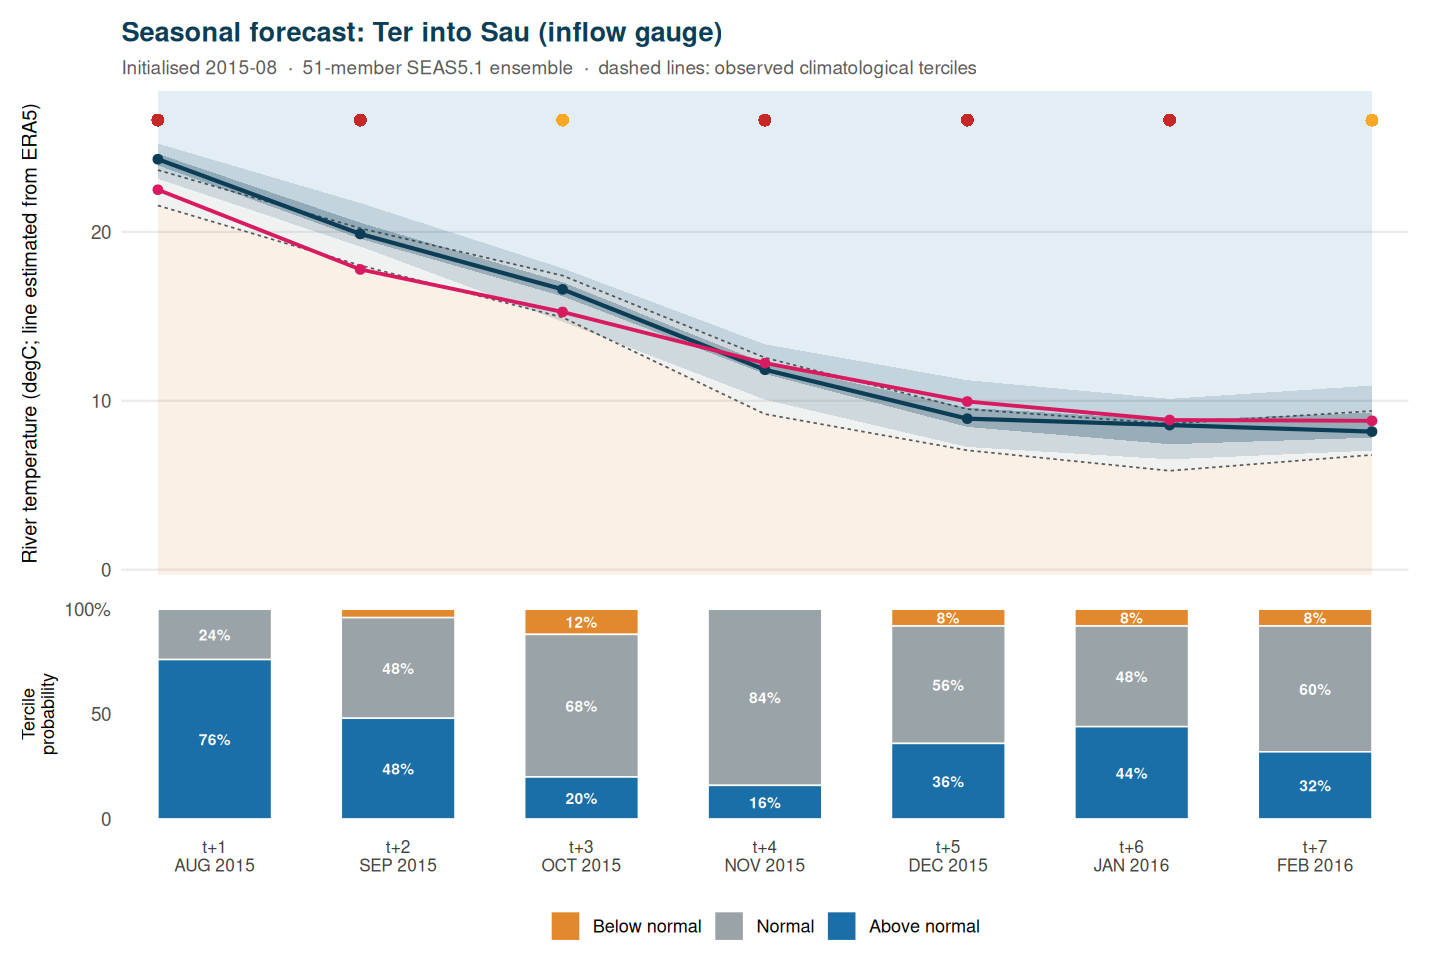 Seasonal forecast: Ter into Sau (inflow gauge)
Initialised 2015-08 · 51-member SEAS5.1 ensemble · dashed lines: observed climatological terciles
River temperature (degC; line estimated from ERA5)
20
10
0
Tercile
probability
100%
50
0
24%
76%
48%
48%
12%
68%
20%
84%
16%
8%
56%
36%
8%
48%
44%
8%
60%
32%
t+1
AUG 2015
t+2
SEP 2015
t+3
OCT 2015
t+4
NOV 2015
t+5
DEC 2015
t+6
JAN 2016
t+7
FEB 2016
Below normal
Normal
Above normal